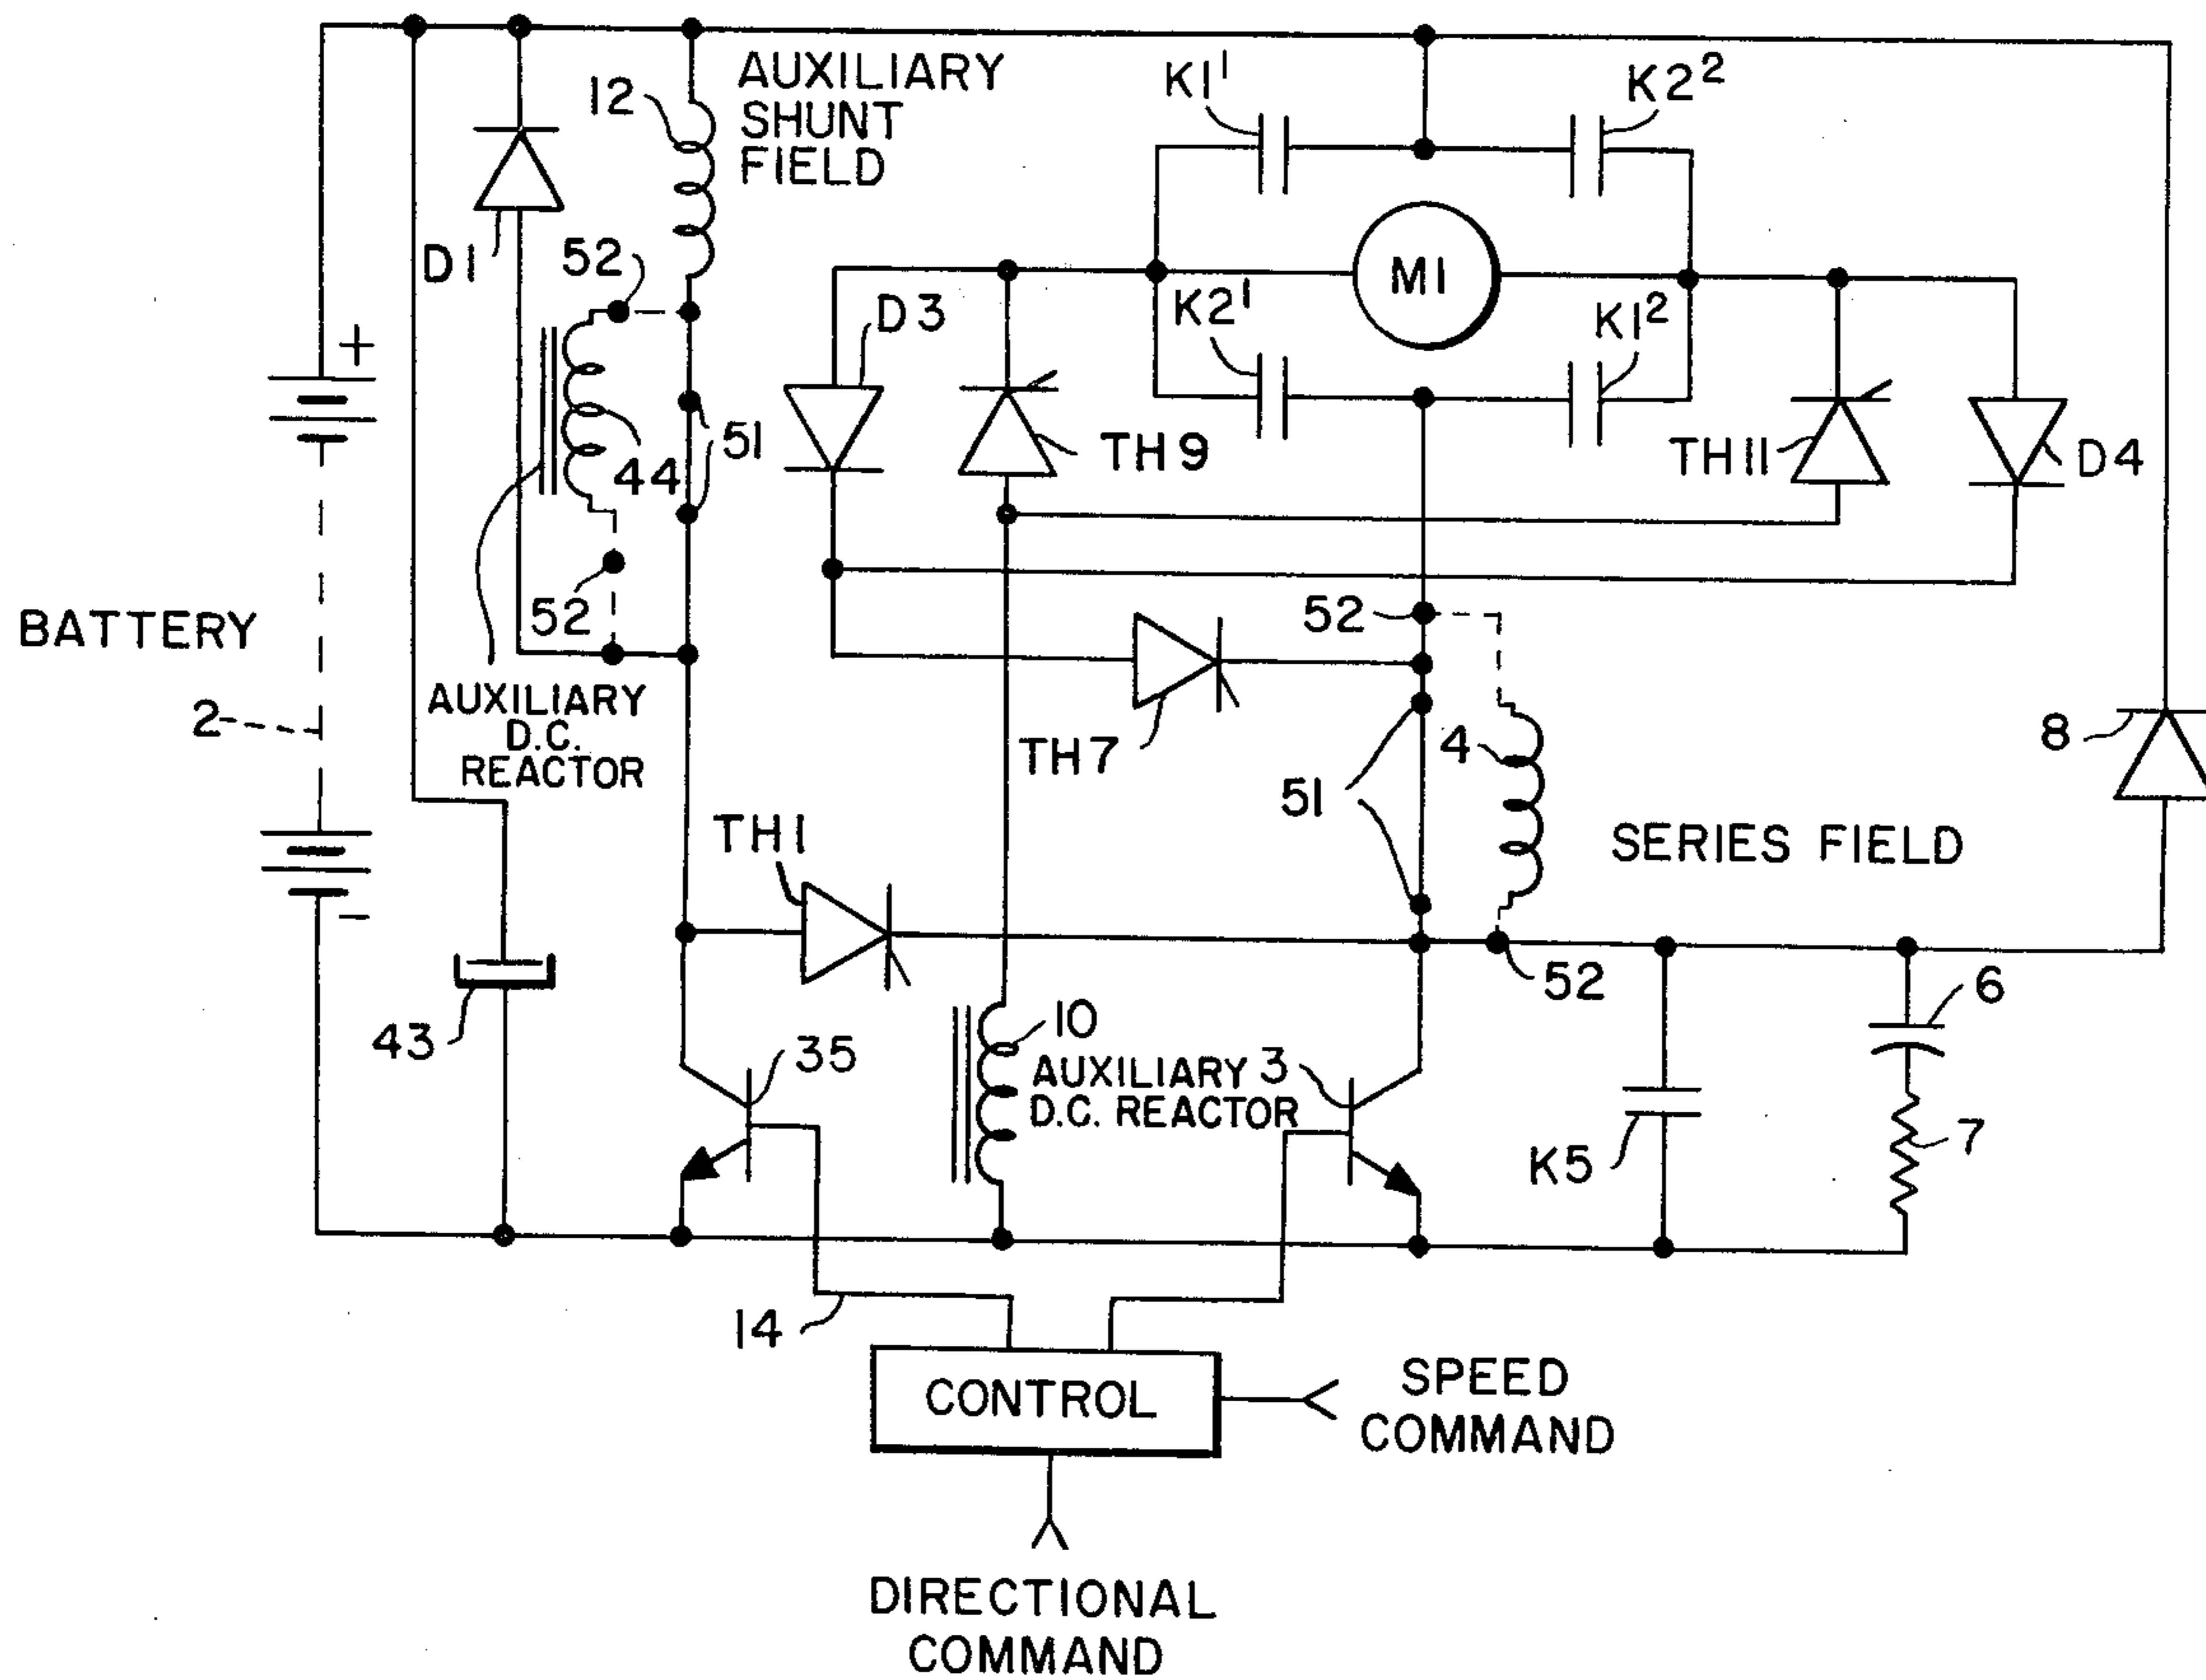 AUXILIARY
SHUNT
FIELD
12
K1¹
K2²
D1
52
M1
K2¹
K1²
D3
+
51
44
TH9
TH11
D4
52
52
BATTERY
2
AUXILIARY
D.C.
REACTOR
TH7
4
8
51
TH1
SERIES FIELD
52
6
43
35
10
AUXILIARY
D.C. REACTOR
3
K5
7
-
14
CONTROL
SPEED
COMMAND
DIRECTIONAL
COMMAND